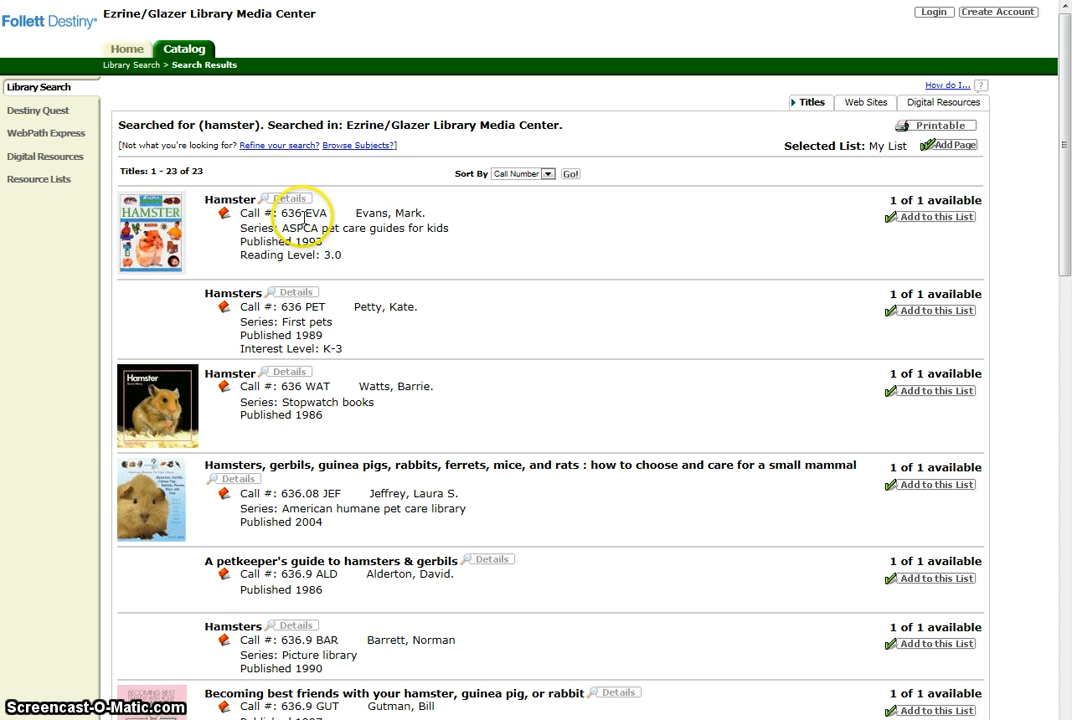 Follett Destiny Ezrine/Glazer Library Media Center Login Create Account
Home Catalog
Library Search > Search Results
Library Search How do I... ?
Destiny Quest Titles Web Sites Digital Resources
WebPath Express Searched for (hamster). Searched in: Ezrine/Glazer Library Media Center. Printable
[Not what you're looking for? Refine your search? Browse Subjects?] Selected List: My List Add Page
Digital Resources
Titles: 1 - 23 of 23 Sort By Call Number Go!
Resource Lists
Hamster Details 1 of 1 available
HAMSTER
Call #: 636 EVA Evans, Mark. Add to this List
Series: ASPCA pet care guides for kids
Published 1993
Reading Level: 3.0
Hamsters Details 1 of 1 available
Call #: 636 PET Petty, Kate. Add to this List
Series: First pets
Published 1989
Interest Level: K-3
Hamster Details 1 of 1 available
Hamster
Call #: 636 WAT Watts, Barrie. Add to this List
Series: Stopwatch books
Published 1986
Hamsters, gerbils, guinea pigs, rabbits, ferrets, mice, and rats : how to choose and care for a small mammal 1 of 1 available
Details Add to this List
Call #: 636.08 JEF Jeffrey, Laura S.
Series: American humane pet care library
Published 2004
A petkeeper's guide to hamsters & gerbils Details 1 of 1 available
Call #: 636.9 ALD Alderton, David. Add to this List
Published 1986
Hamsters Details 1 of 1 available
Call #: 636.9 BAR Barrett, Norman Add to this List
Series: Picture library
Published 1990
Becoming best friends with your hamster, guinea pig, or rabbit Details 1 of 1 available
BECOMING BEST
Call #: 636.9 GUT Gutman, Bill Add to this List
Screencast-O-Matic.com